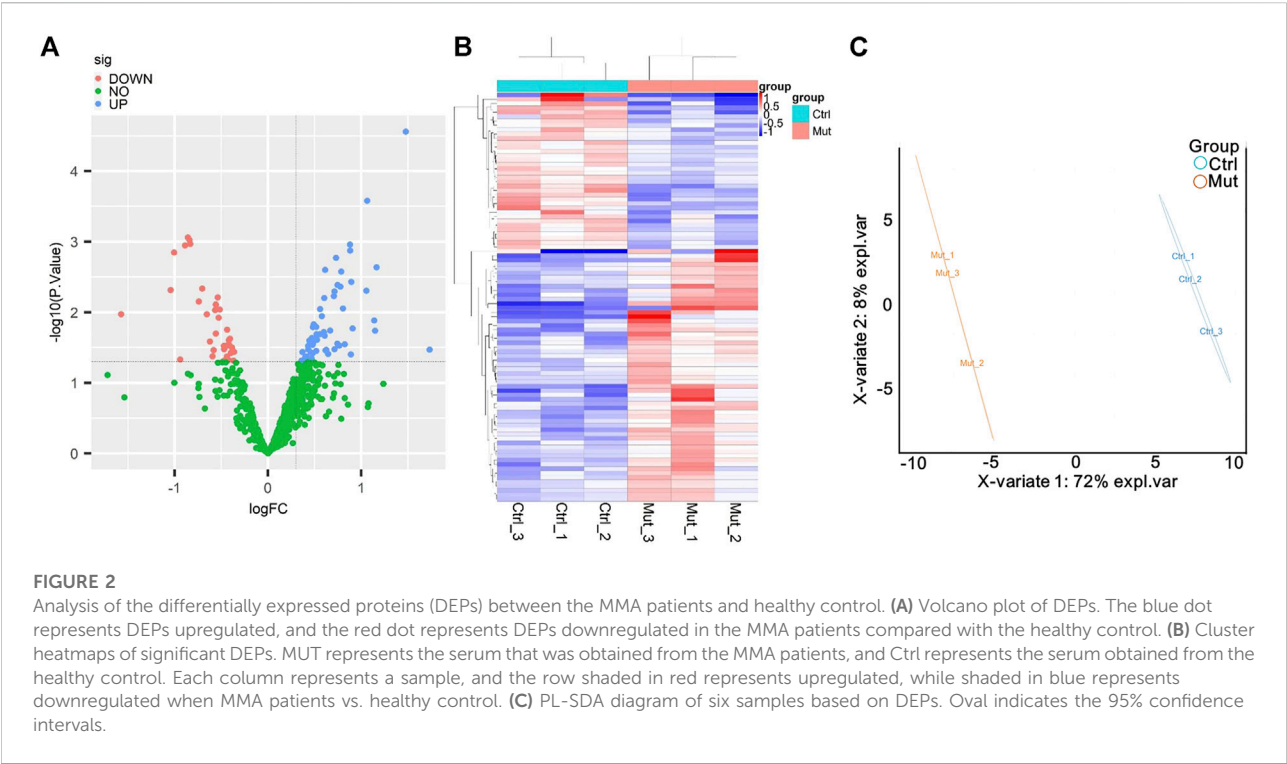 A
sig
DOWN
NO
UP
4
3
2
1
0
-log10(P.Value)
-1
0
1
logFC
B
group
1
0.5
0
-0.5
-1
group
Ctrl
Mut
Ctrl_3
Ctrl_1
Ctrl_2
Mut_3
Mut_1
Mut_2
C
Group
Ctrl
Mut
5
0
-5
X-variate 2: 8% expl.var
Mut_1
Mut_3
Mut_2
Ctrl_1
Ctrl_2
Ctrl_3
-10
-5
0
5
10
X-variate 1: 72% expl.var
FIGURE 2
Analysis of the differentially expressed proteins (DEPs) between the MMA patients and healthy control. (A) Volcano plot of DEPs. The blue dot
represents DEPs upregulated, and the red dot represents DEPs downregulated in the MMA patients compared with the healthy control. (B) Cluster
heatmaps of significant DEPs. MUT represents the serum that was obtained from the MMA patients, and Ctrl represents the serum obtained from the
healthy control. Each column represents a sample, and the row shaded in red represents upregulated, while shaded in blue represents
downregulated when MMA patients vs. healthy control. (C) PL-SDA diagram of six samples based on DEPs. Oval indicates the 95% confidence
intervals.